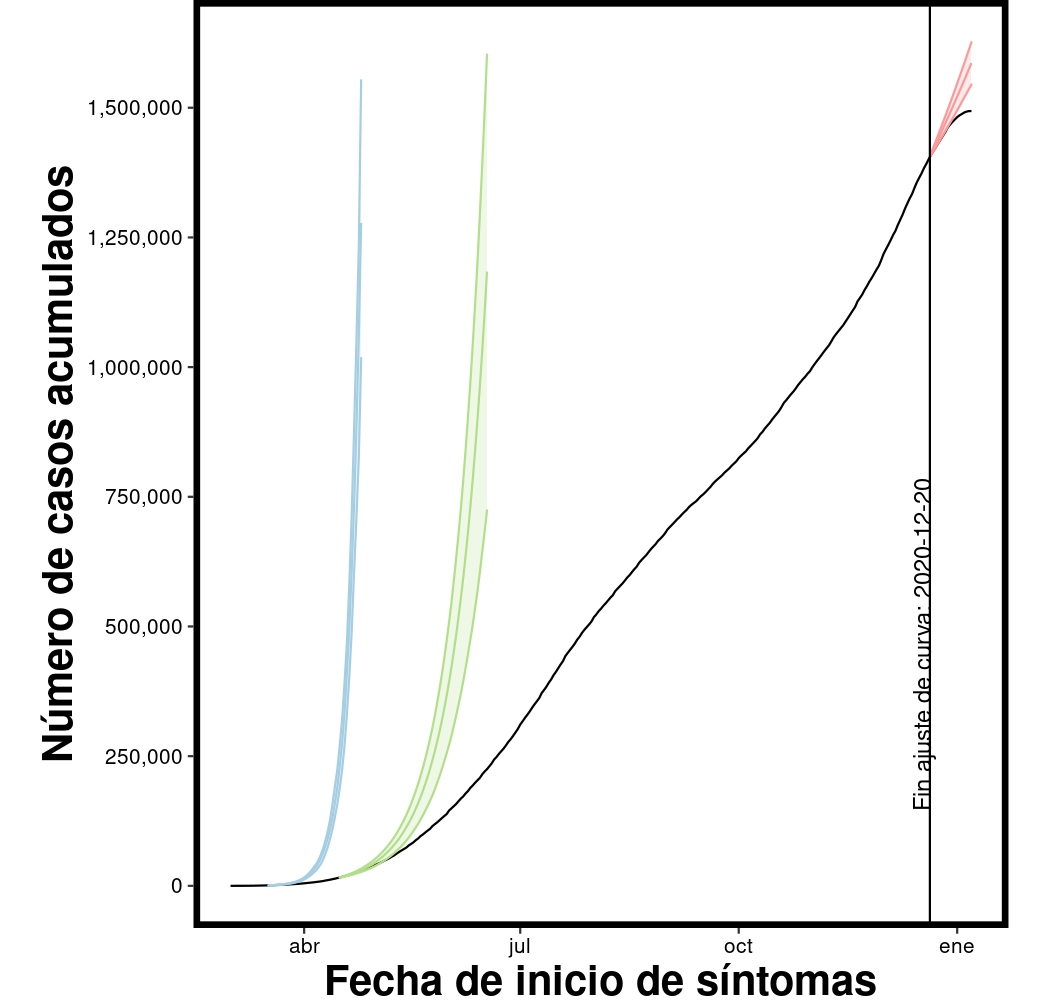 Número de casos acumulados
1,500,000
1,250,000
1,000,000
750,000
500,000
250,000
0
Fin ajuste de curva: 2020-12-20
abr jul oct ene
Fecha de inicio de síntomas